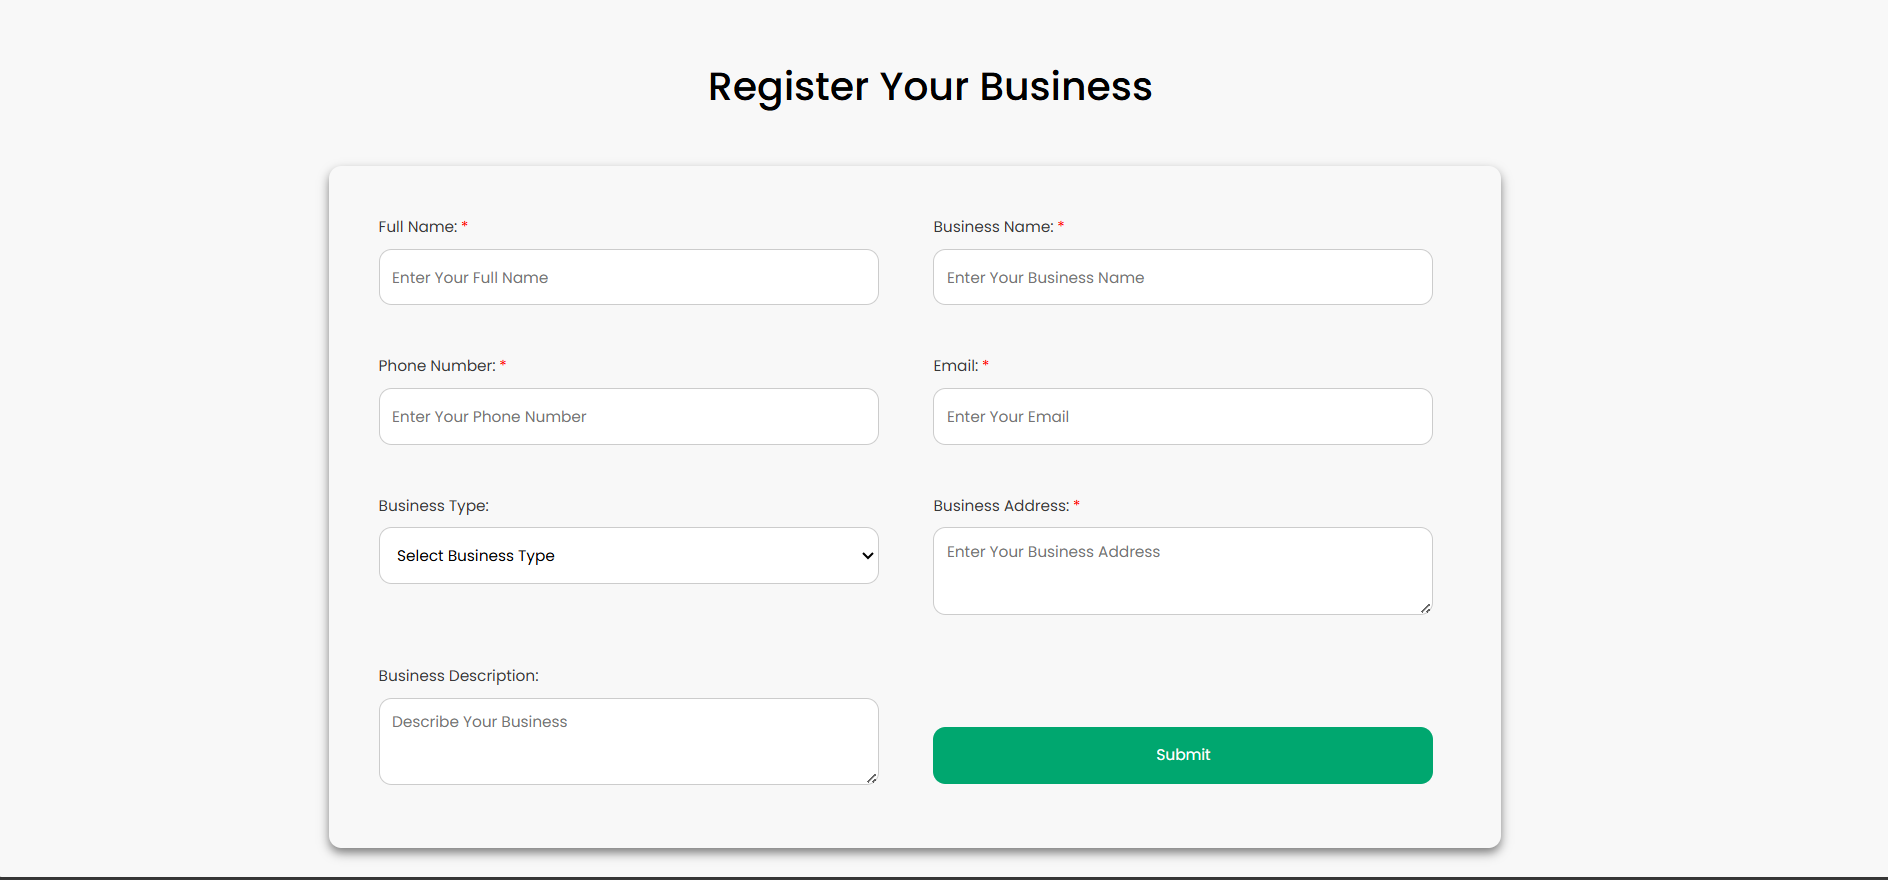 Register Your Business
Full Name: *
Business Name: *
Enter Your Full Name
Enter Your Business Name
Phone Number: *
Email: *
Enter Your Phone Number
Enter Your Email
Business Type:
Business Address: *
Select Business Type
Enter Your Business Address
Business Description:
Describe Your Business
Submit